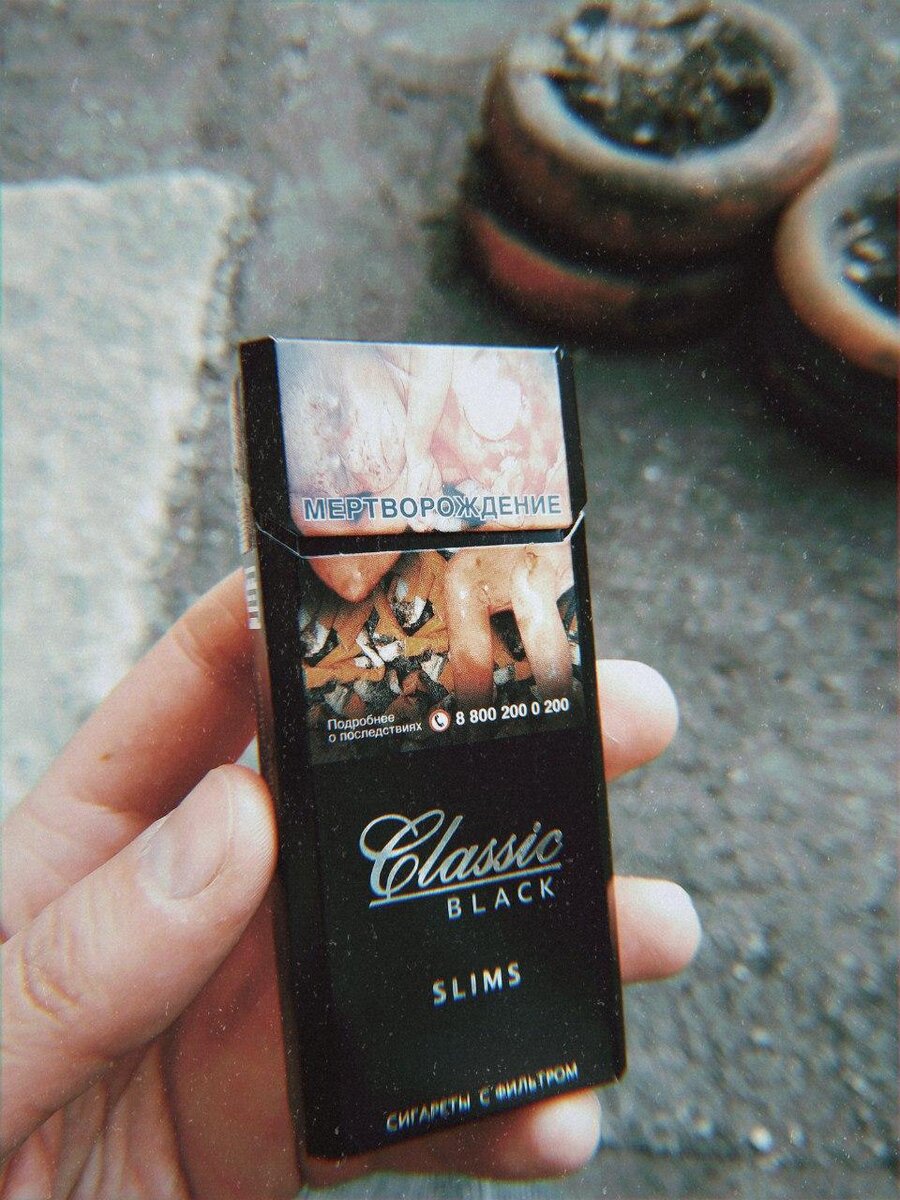 МЕРТВОРОЖДЕНИЕ
Подробнее
о последствиях
8 800 200 0 200
Classic
BLACK
SLIMS
СИГАРЕТЫ С ФИЛЬТРОМ